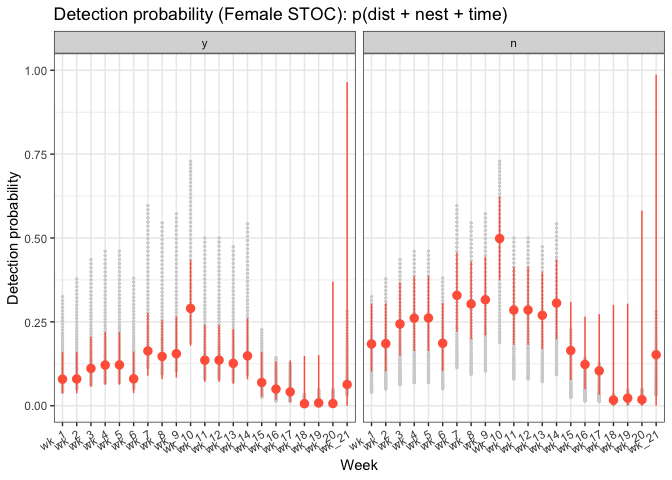 Detection probability (Female STOC): p(dist + nest + time)
y
n
Detection probability
1.00
0.75
0.50
0.25
0.00
wk_1 wk_2 wk_3 wk_4 wk_5 wk_6 wk_7 wk_8 wk_9 wk_10 wk_11 wk_12 wk_13 wk_14 wk_15 wk_16 wk_17 wk_18 wk_19 wk_20 wk_21
wk_1 wk_2 wk_3 wk_4 wk_5 wk_6 wk_7 wk_8 wk_9 wk_10 wk_11 wk_12 wk_13 wk_14 wk_15 wk_16 wk_17 wk_18 wk_19 wk_20 wk_21
Week